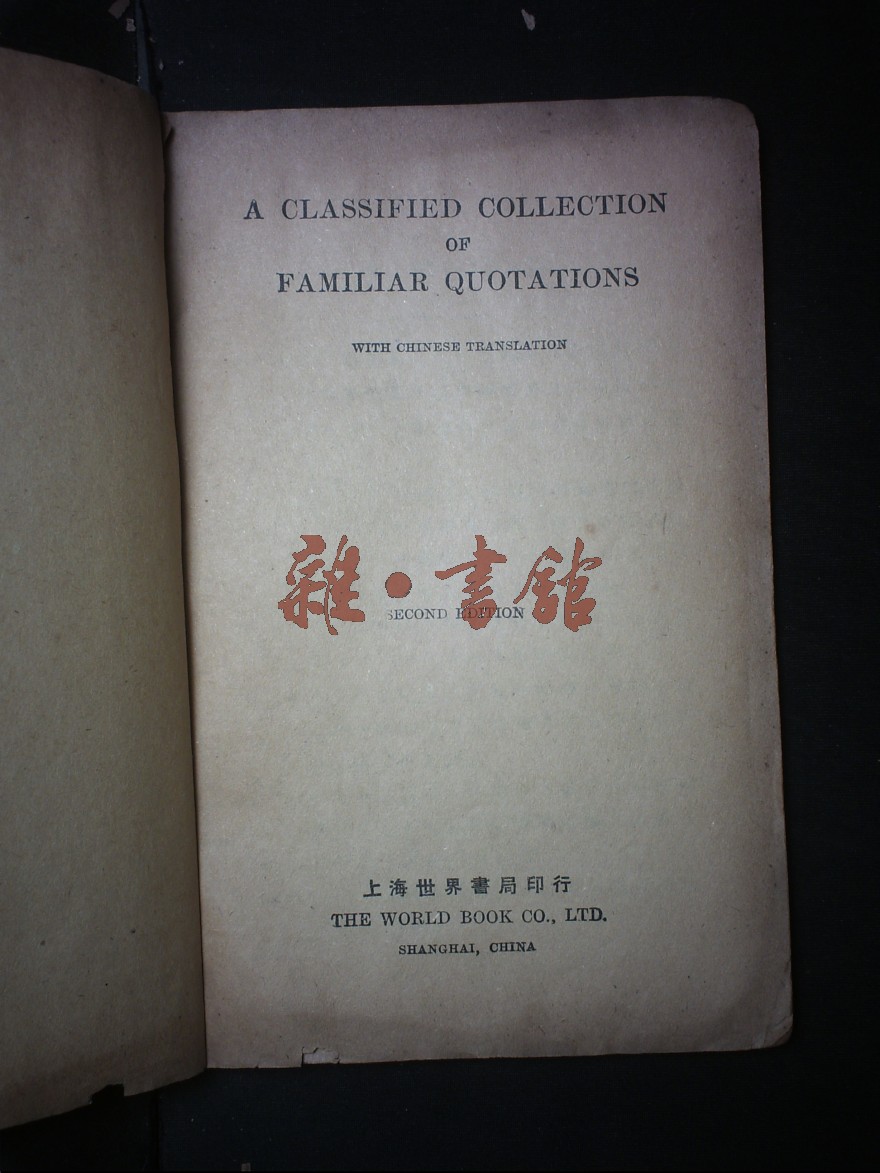 A CLASSIFIED COLLECTION
OF
FAMILIAR QUOTATIONS
WITH CHINESE TRANSLATION
雜·書館
SECOND EDITION
上海世界書局印行
THE WORLD BOOK CO., LTD.
SHANGHAI, CHINA